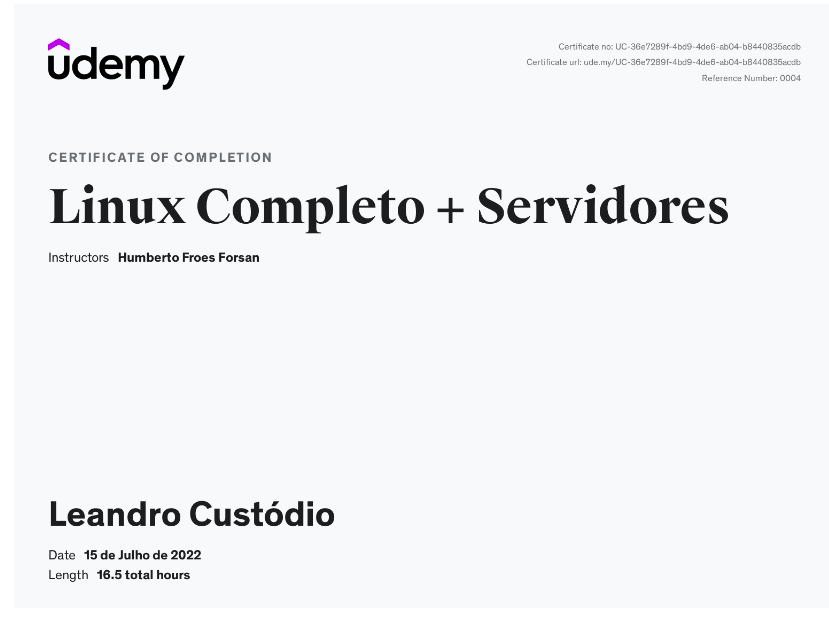 udemy
Certificate no: UC-36e7289f-4bd9-4de6-ab04-b8440835acdb
Certificate url: ude.my/UC-36e7289f-4bd9-4de6-ab04-b8440835acdb
Reference Number: 0004
CERTIFICATE OF COMPLETION
Linux Completo + Servidores
Instructors Humberto Froes Forsan
Leandro Custódio
Date 15 de Julho de 2022
Length 16.5 total hours